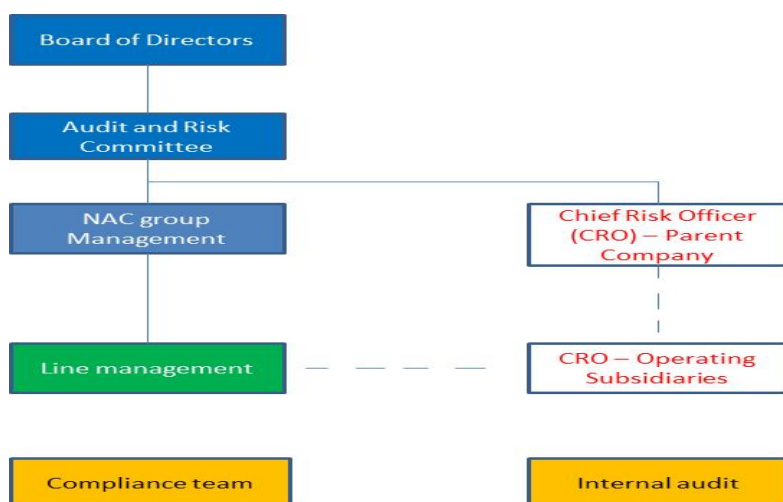 Board of Directors
Audit and Risk
Committee
NAC group
Management
Chief Risk Officer
(CRO) – Parent
Company
Line management
CRO – Operating
Subsidiaries
Compliance team
Internal audit